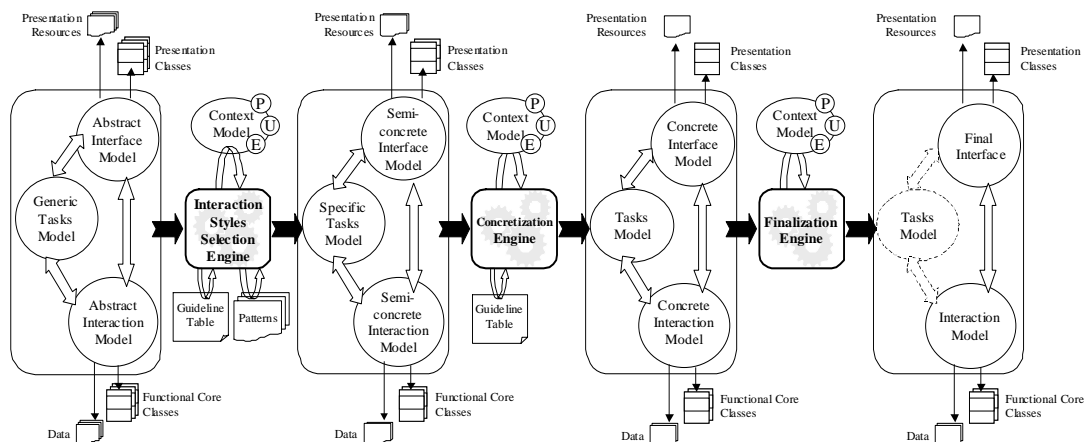 Presentation
Resources
Presentation
Classes
Abstract
Interface
Model
Generic
Tasks
Model
Abstract
Interaction
Model
Functional Core
Classes
Data
Context
Model
P
U
E
Interaction
Styles
Selection
Engine
Guideline
Table
Patterns
Presentation
Resources
Presentation
Classes
Semi-
concrete Interface
Model
Specific Tasks
Model
Semi-
concrete Interaction
Model
Functional Core
Classes
Data
Context
Model
P
U
E
Concretization
Engine
Guideline
Table
Presentation
Resources
Presentation
Classes
Concrete
Interface
Model
Tasks
Model
Concrete
Interaction
Model
Functional Core
Classes
Data
Context
Model
P
U
E
Finalization
Engine
Presentation
Resources
Presentation
Classes
Final
Interface
Tasks
Model
Interaction
Model
Functional Core
Classes
Data